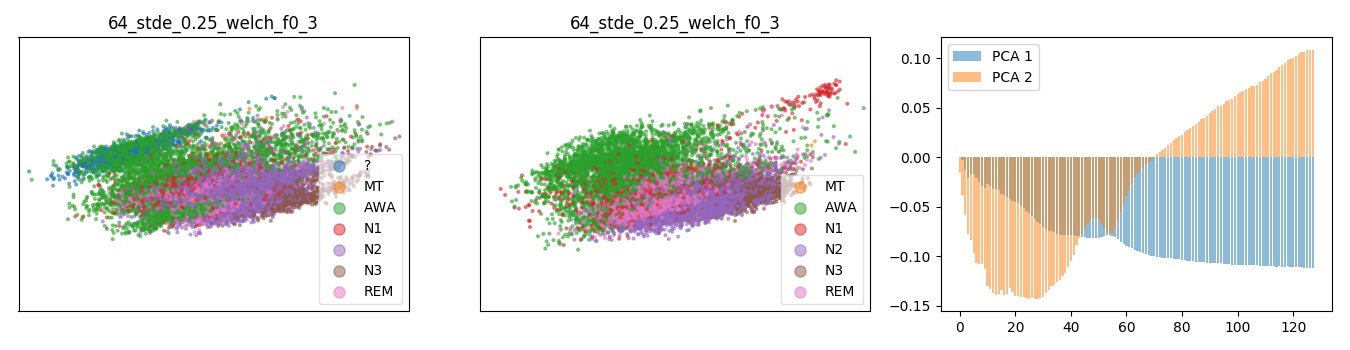 64_stde_0.25_welch_f0_3
?
MT
AWA
N1
N2
N3
REM
64_stde_0.25_welch_f0_3
MT
AWA
N1
N2
N3
REM
PCA 1
PCA 2
0.10
0.05
0.00
−0.05
−0.10
−0.15
0 20 40 60 80 100 120